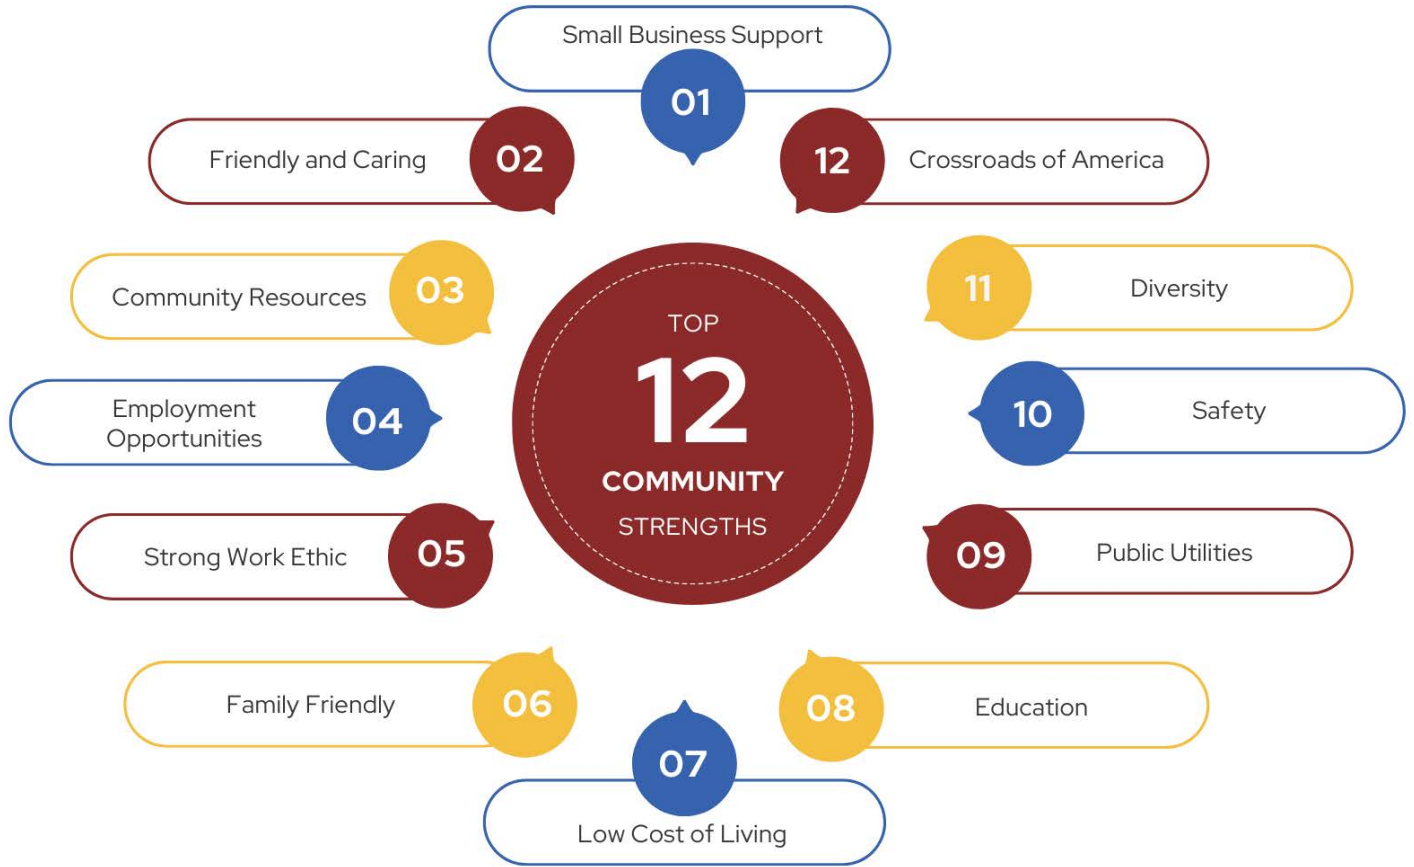 Small Business Support
01
Friendly and Caring
02
Community Resources
03
Employment
Opportunities
04
Strong Work Ethic
05
Family Friendly
06
07
Low Cost of Living
08
Education
09
Public Utilities
10
Safety
11
Diversity
12
Crossroads of America
TOP
12
COMMUNITY
STRENGTHS